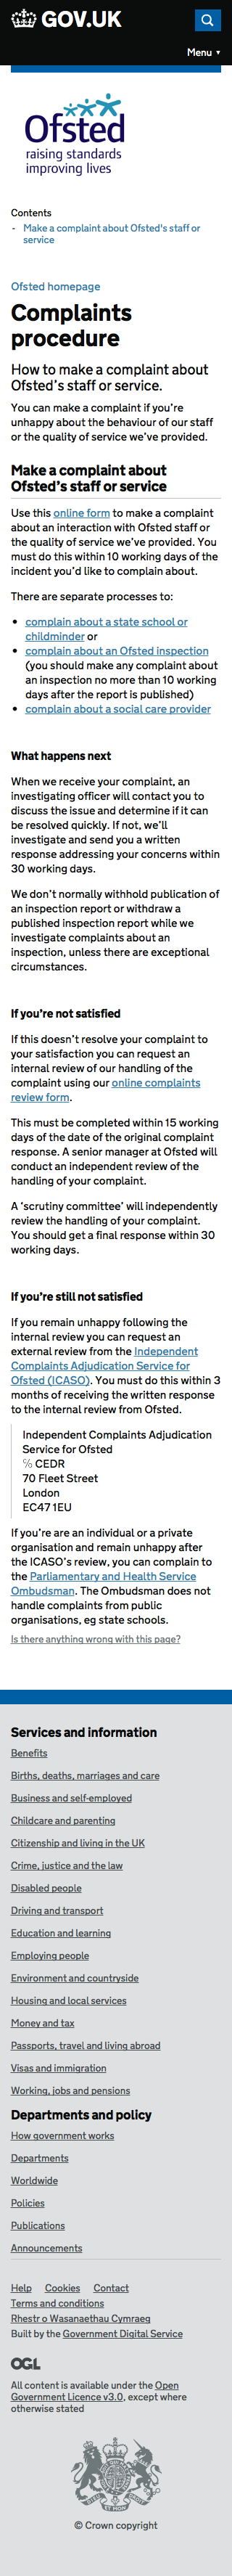 GOV.UK
Menu ▼
Ofsted
raising standards
improving lives
Contents
- Make a complaint about Ofsted's staff or
service
Ofsted homepage
Complaints
procedure
How to make a complaint about
Ofsted's staff or service.
You can make a complaint if you're
unhappy about the behaviour of our staff
or the quality of service we've provided.
Make a complaint about
Ofsted's staff or service
Use this online form to make a complaint
about an interaction with Ofsted staff or
the quality of service we've provided. You
must do this within 10 working days of the
incident you'd like to complain about.
There are separate processes to:
• complain about a state school or
childminder or
• complain about an Ofsted inspection
(you should make any complaint about
an inspection no more than 10 working
days after the report is published)
• complain about a social care provider
What happens next
When we receive your complaint, an
investigating officer will contact you to
discuss the issue and determine if it can
be resolved quickly. If not, we'll
investigate and send you a written
response addressing your concerns within
30 working days.
We don't normally withhold publication of
an inspection report or withdraw a
published inspection report while we
investigate complaints about an
inspection, unless there are exceptional
circumstances.
If you're not satisfied
If this doesn't resolve your complaint to
your satisfaction you can request an
internal review of our handling of the
complaint using our online complaints
review form.
This must be completed within 15 working
days of the date of the original complaint
response. A senior manager at Ofsted will
conduct an independent review of the
handling of your complaint.
A 'scrutiny committee' will independently
review the handling of your complaint.
You should get a final response within 30
working days.
If you're still not satisfied
If you remain unhappy following the
internal review you can request an
external review from the Independent
Complaints Adjudication Service for
Ofsted (ICASO). You must do this within 3
months of receiving the written response
to the internal review from Ofsted.
Independent Complaints Adjudication
Service for Ofsted
℅ CEDR
70 Fleet Street
London
EC47 1EU
If you're are an individual or a private
organisation and remain unhappy after
the ICASO's review, you can complain to
the Parliamentary and Health Service
Ombudsman. The Ombudsman does not
handle complaints from public
organisations, eg state schools.
Is there anything wrong with this page?
Services and information
Benefits
Births, deaths, marriages and care
Business and self-employed
Childcare and parenting
Citizenship and living in the UK
Crime, justice and the law
Disabled people
Driving and transport
Education and learning
Employing people
Environment and countryside
Housing and local services
Money and tax
Passports, travel and living abroad
Visas and immigration
Working, jobs and pensions
Departments and policy
How government works
Departments
Worldwide
Policies
Publications
Announcements
Help Cookies Contact
Terms and conditions
Rhestr o Wasanaethau Cymraeg
Built by the Government Digital Service
OGL
All content is available under the Open
Government Licence v3.0, except where
otherwise stated
© Crown copyright